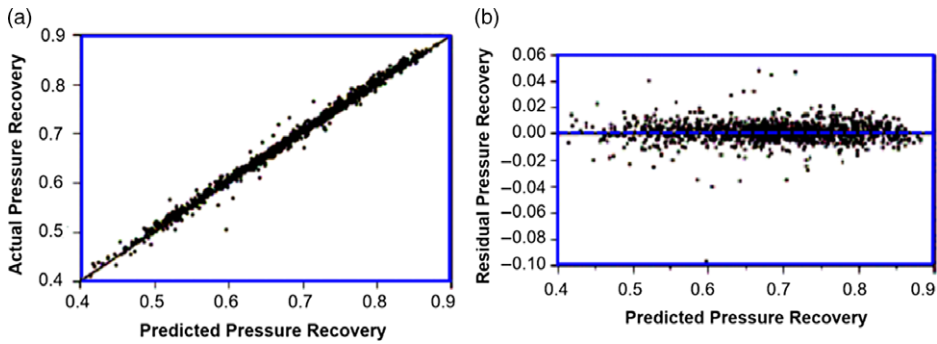 (a)
Actual Pressure Recovery
0.9
0.8
0.7
0.6
0.5
0.4
0.4 0.5 0.6 0.7 0.8 0.9
Predicted Pressure Recovery
(b)
Residual Pressure Recovery
0.06
0.04
0.02
0.00
−0.02
−0.04
−0.06
−0.08
−0.10
0.4 0.5 0.6 0.7 0.8 0.9
Predicted Pressure Recovery